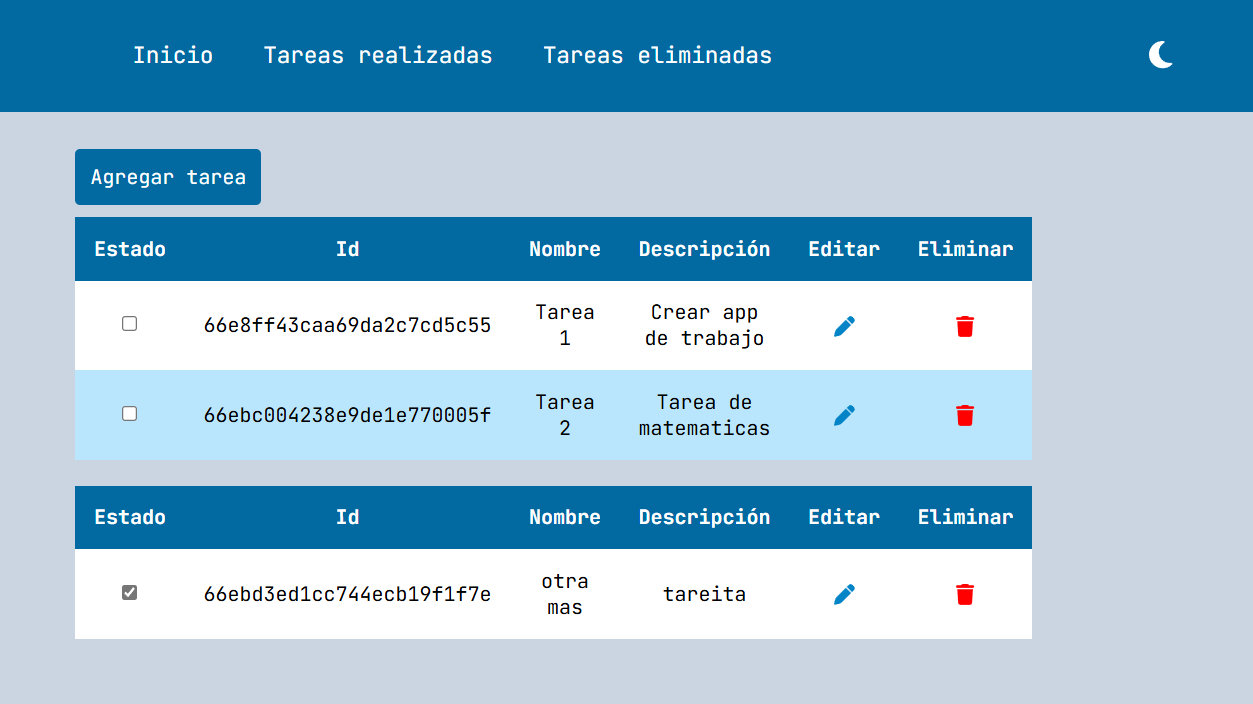 Inicio Tareas realizadas Tareas eliminadas
Agregar tarea
Estado Id Nombre Descripción Editar Eliminar
66e8ff43caa69da2c7cd5c55 Tarea 1 Crear app de trabajo
66ebc004238e9de1e770005f Tarea 2 Tarea de matematicas
Estado Id Nombre Descripción Editar Eliminar
66ebd3ed1cc744ecb19f1f7e otra mas tareita